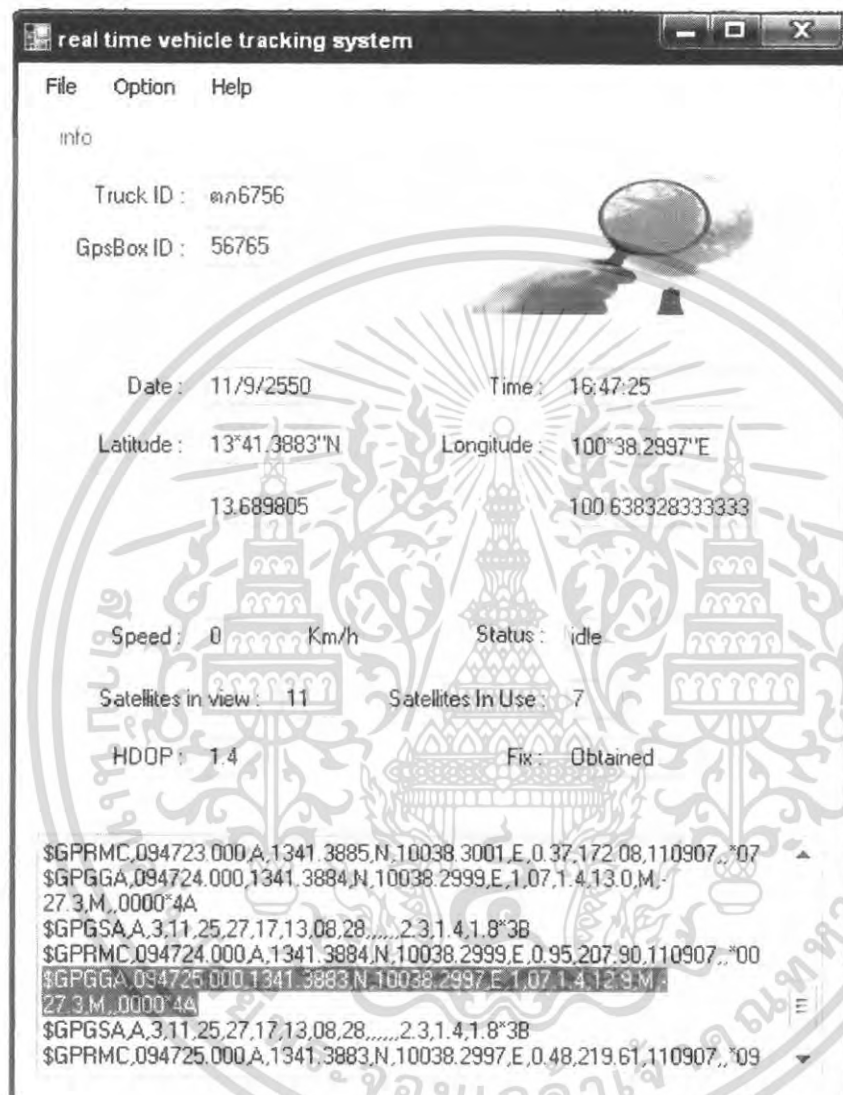 real time vehicle tracking system
File Option Help
info
Truck ID : ตก6756
GpsBox ID : 56765
Date : 11/9/2550 Time : 16:47:25
Latitude : 13*41.3883"N Longitude : 100*38.2997"E
13.689805 100.638328333333
Speed : 0 Km/h Status : idle
Satellites in view : 11 Satellites In Use : 7
HDOP : 1.4 Fix : Obtained
$GPRMC,094723.000,A,1341.3885,N,10038.3001,E,0.37,172.08,110907,,*07
$GPGGA,094724.000,1341.3884,N,10038.2999,E,1,07,1.4,13.0,M,-
27.3,M,,0000*4A
$GPGSA,A,3,11,25,27,17,13,08,28,,,,,,2.3,1.4,1.8*3B
$GPRMC,094724.000,A,1341.3884,N,10038.2999,E,0.95,207.90,110907,,*00
$GPGGA,094725.000,1341.3883,N,10038.2997,E,1,07,1.4,12.9,M,-
27.3,M,,0000*4A
$GPGSA,A,3,11,25,27,17,13,08,28,,,,,,2.3,1.4,1.8*3B
$GPRMC,094725.000,A,1341.3883,N,10038.2997,E,0.48,219.61,110907,,*09